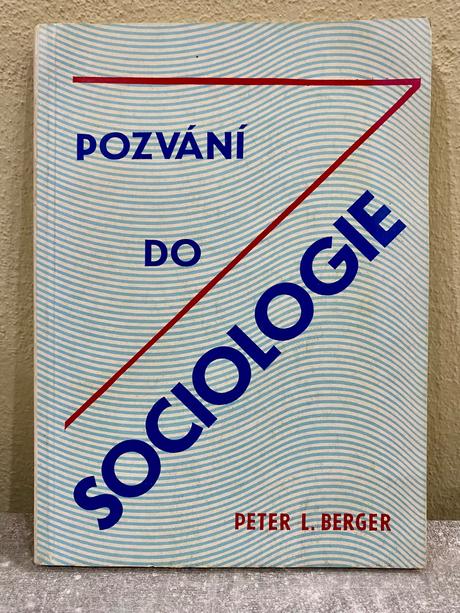 POZVÁNÍ
DO
SOCIOLOGIE
PETER L. BERGER